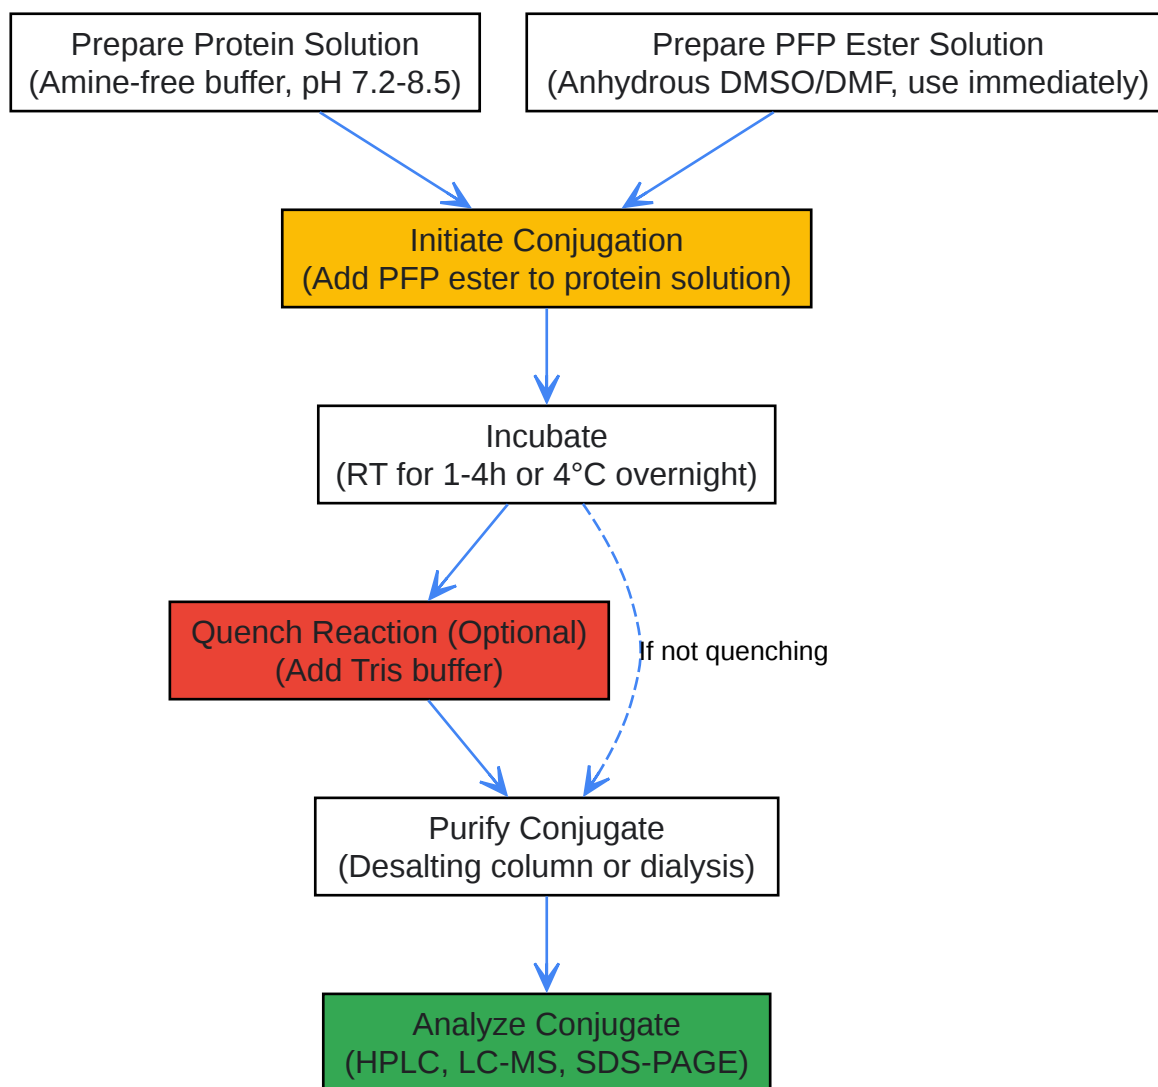 Prepare Protein Solution
(Amine-free buffer, pH 7.2-8.5)
Prepare PFP Ester Solution
(Anhydrous DMSO/DMF, use immediately)
Initiate Conjugation
(Add PFP ester to protein solution)
Incubate
(RT for 1-4h or 4°C overnight)
Quench Reaction (Optional)
(Add Tris buffer)
If not quenching
Purify Conjugate
(Desalting column or dialysis)
Analyze Conjugate
(HPLC, LC-MS, SDS-PAGE)